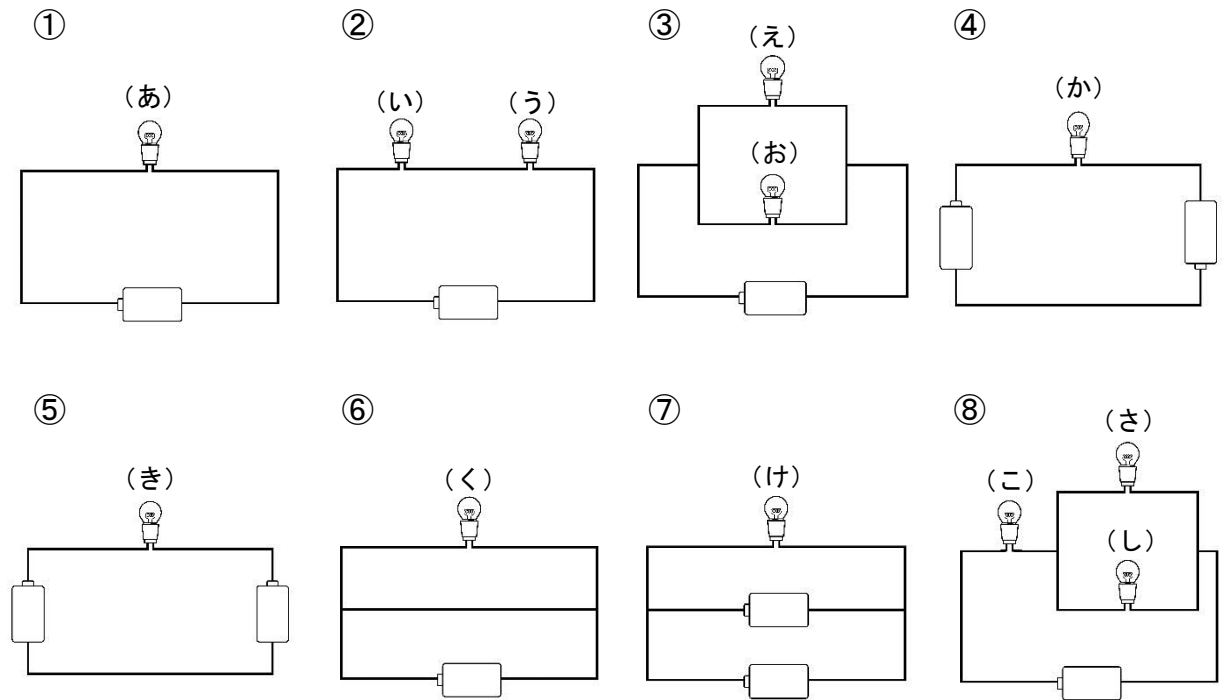 ①
(あ)
②
(い)
(う)
③
(え)
(お)
④
(か)
⑤
(き)
⑥
(く)
⑦
(け)
⑧
(こ)
(さ)
(し)